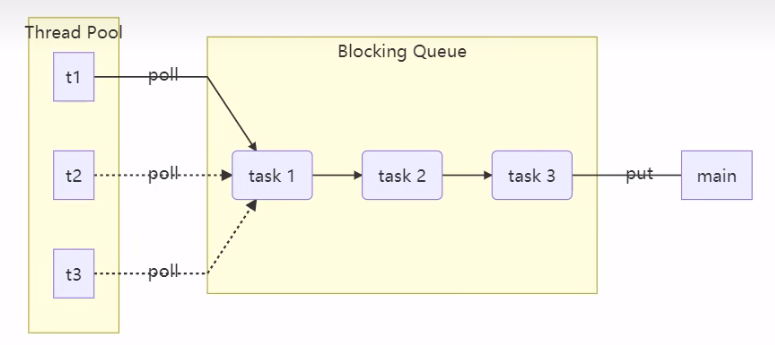 Thread Pool
Blocking Queue
t1
poll
t2
poll
task 1
task 2
task 3
put
main
t3
poll